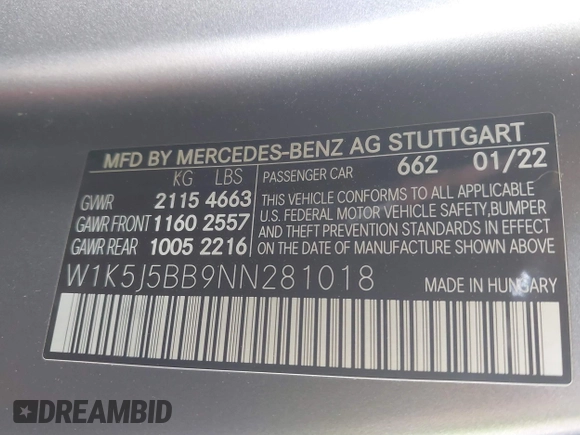 MFD BY MERCEDES-BENZ AG STUTTGART
KG LBS
GVWR 2115 4663
GAWR FRONT 1160 2557
GAWR REAR 1005 2216
PASSENGER CAR 662 01/22
THIS VEHICLE CONFORMS TO ALL APPLICABLE
U.S. FEDERAL MOTOR VEHICLE SAFETY, BUMPER
AND THEFT PREVENTION STANDARDS IN EFFECT
ON THE DATE OF MANUFACTURE SHOWN ABOVE
W1K5J5BB9NN281018
MADE IN HUNGARY
DREAMBID